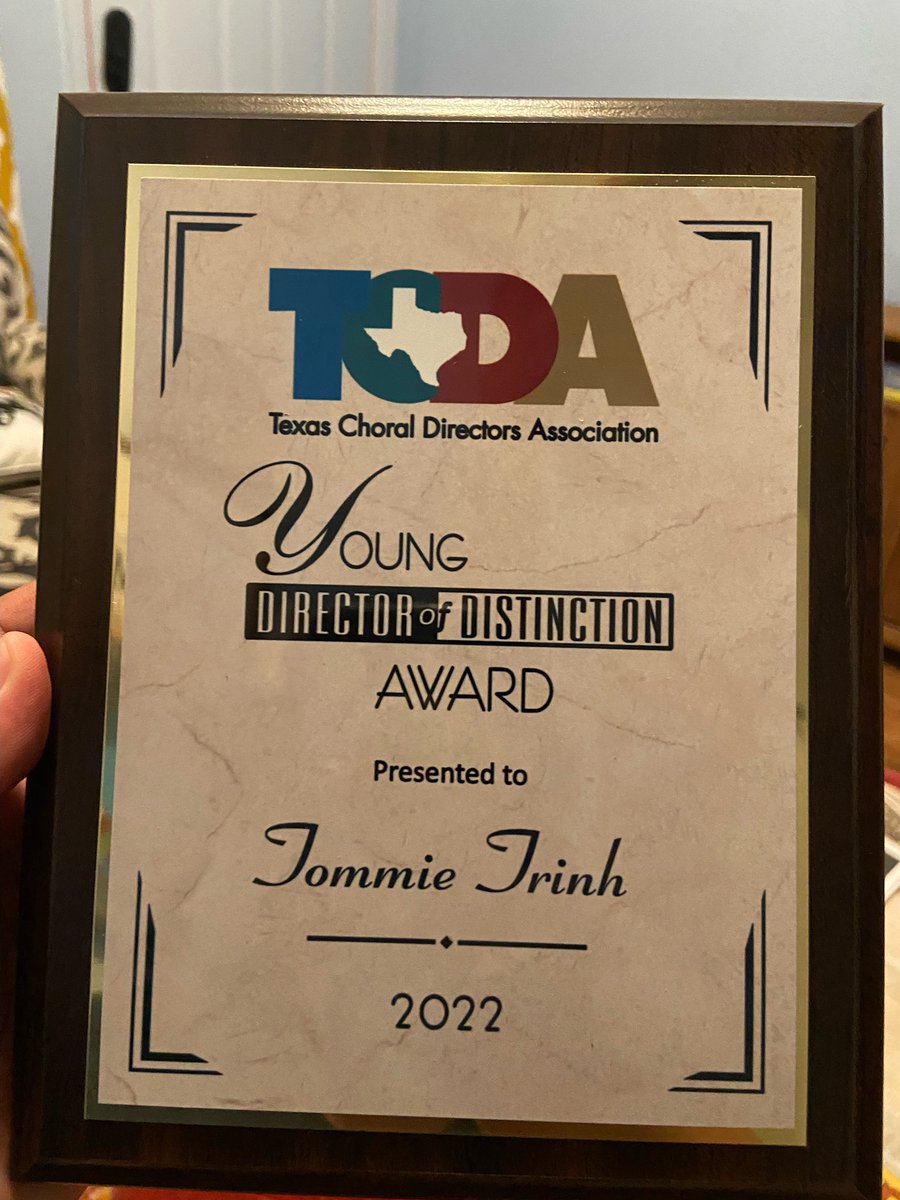 TCDA
Texas Choral Directors Association
Young
DIRECTOR of DISTINCTION
AWARD
Presented to
Tommie Trinh
2022